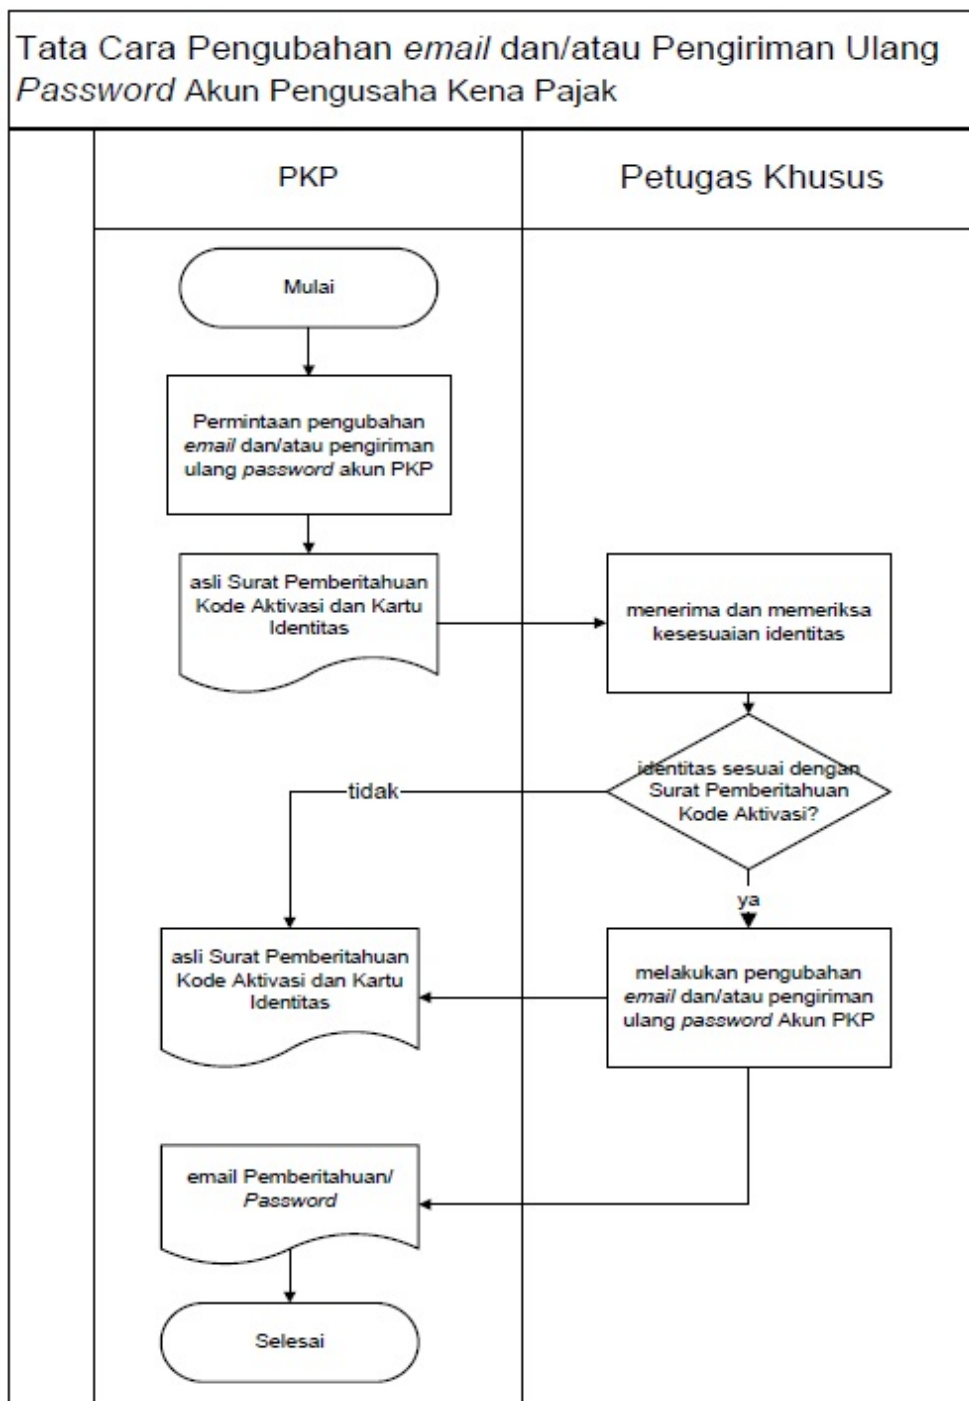 Tata Cara Pengubahan email dan/atau Pengiriman Ulang
Password Akun Pengusaha Kena Pajak
PKP
Petugas Khusus
Mulai
Permintaan pengubahan
email dan/atau pengiriman
ulang password akun PKP
asli Surat Pemberitahuan
Kode Aktivasi dan Kartu
Identitas
menerima dan memeriksa
kesesuaian identitas
identitas sesuai dengan
Surat Pemberitahuan
Kode Aktivasi?
tidak
ya
asli Surat Pemberitahuan
Kode Aktivasi dan Kartu
Identitas
melakukan pengubahan
email dan/atau pengiriman
ulang password Akun PKP
email Pemberitahuan/
Password
Selesai